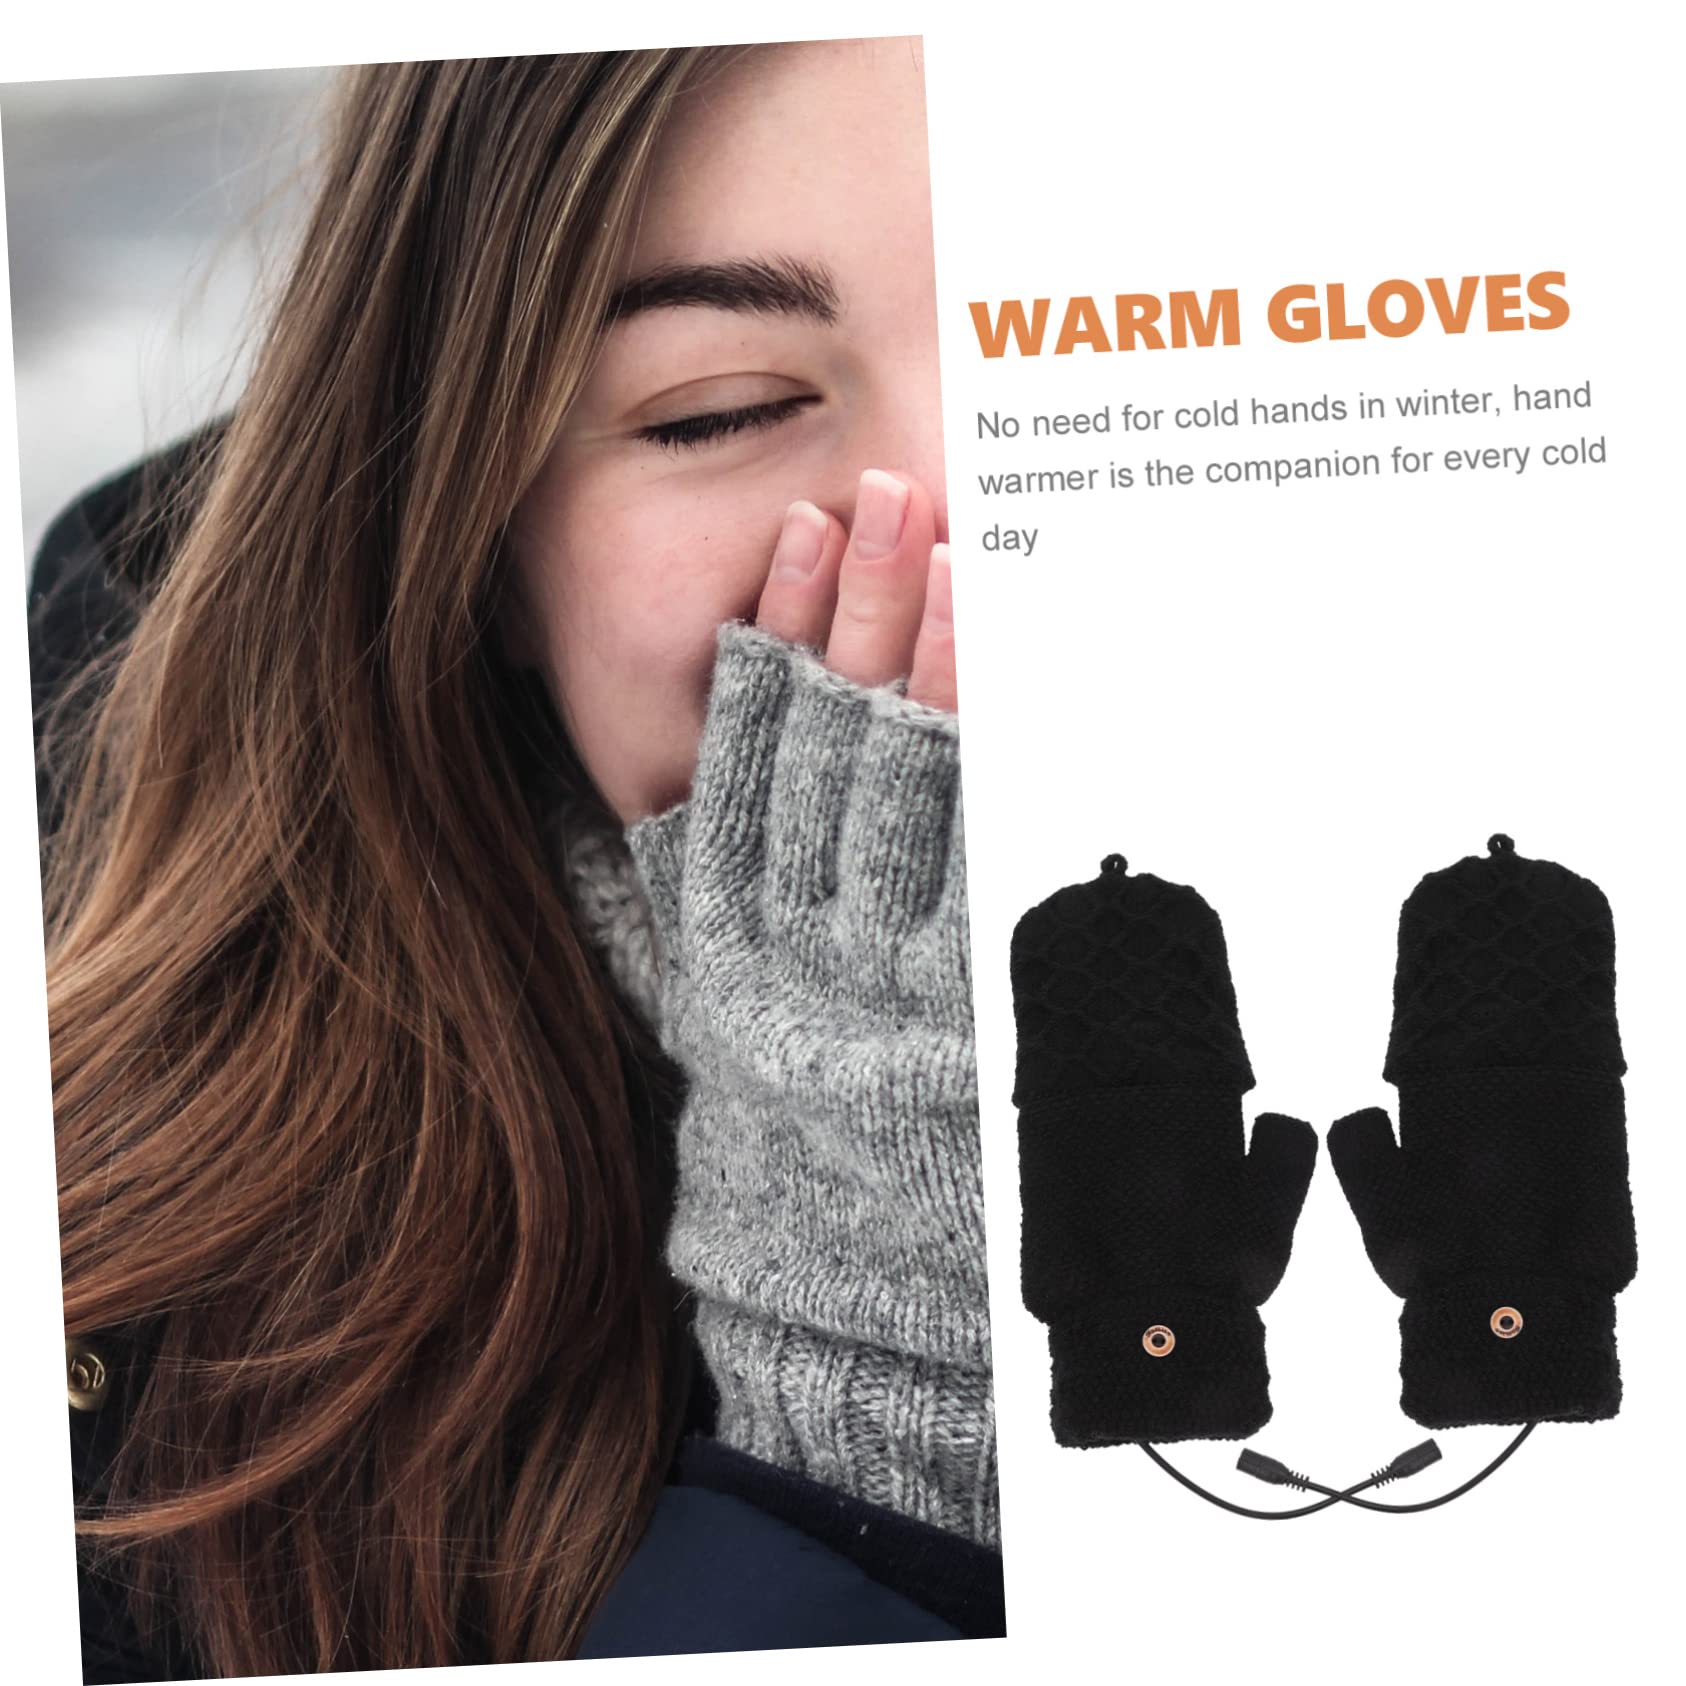 WARM GLOVES
No need for cold hands in winter, hand
warmer is the companion for every cold
day